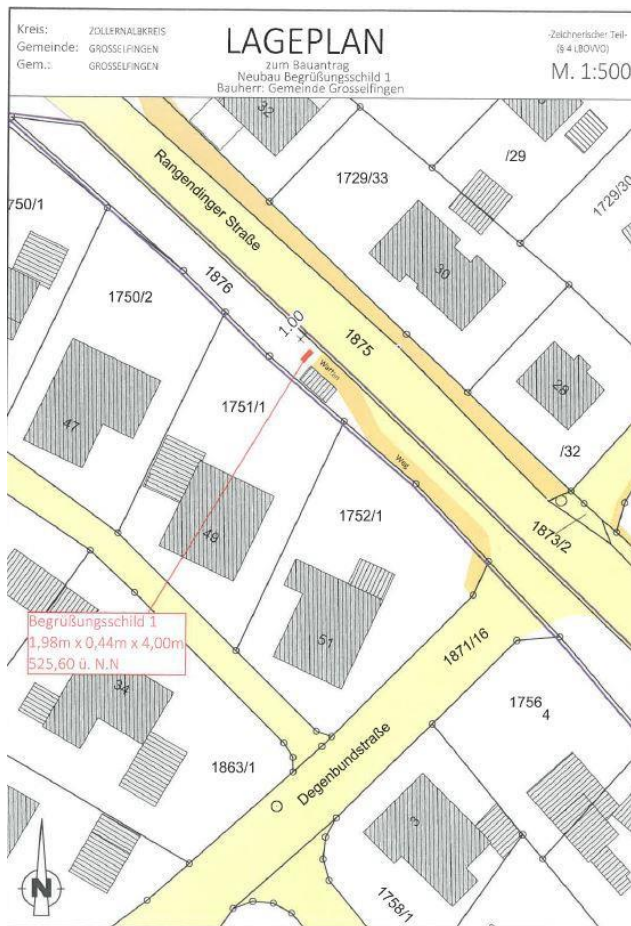 Kreis: ZOLLERNALBKREIS
Gemeinde: GROSSELFINGEN
Gem.: GROSSELFINGEN
LAGEPLAN
zum Bauantrag
Neubau Begrüßungsschild 1
Bauherr: Gemeinde Grosselfingen
-Zeichnerischer Teil-
(§ 4 LBOVVO)
M. 1:500
32
/29
1729/33
1729/30
Rangendinger Straße
750/1
1876
30
1750/2
1.00
1875
28
1751/1
47
/32
Weg
1752/1
49
1873/2
Begrüßungsschild 1
1,98m x 0,44m x 4,00m
525,60 ü. N.N
51
1871/16
34
1756
4
1863/1
Degenbundstraße
3
N
1758/1